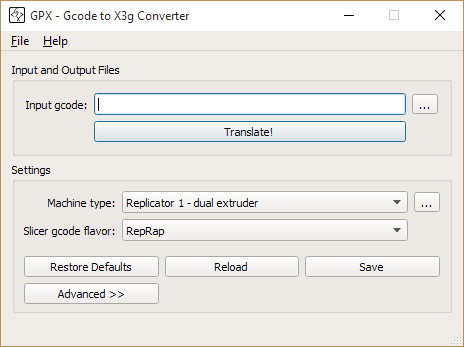 GPX - Gcode to X3g Converter
File Help
Input and Output Files
Input gcode: ...
Translate!
Settings
Machine type: Replicator 1 - dual extruder ...
Slicer gcode flavor: RepRap
Restore Defaults Reload Save
Advanced >>